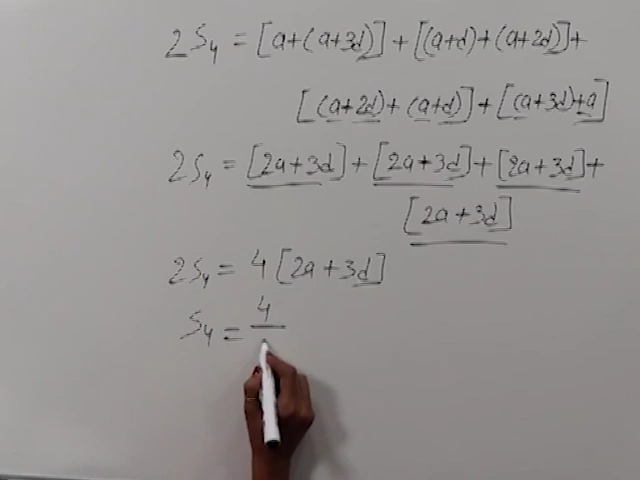 2S₄ = [a+(a+3d)] + [(a+d)+(a+2d)]+
[(a+2d)+(a+d)]+[(a+3d)+a]
2S₄ = [2a+3d]+[2a+3d]+[2a+3d]+
[2a+3d]
2S₄ = 4[2a+3d]
S₄ = 4/